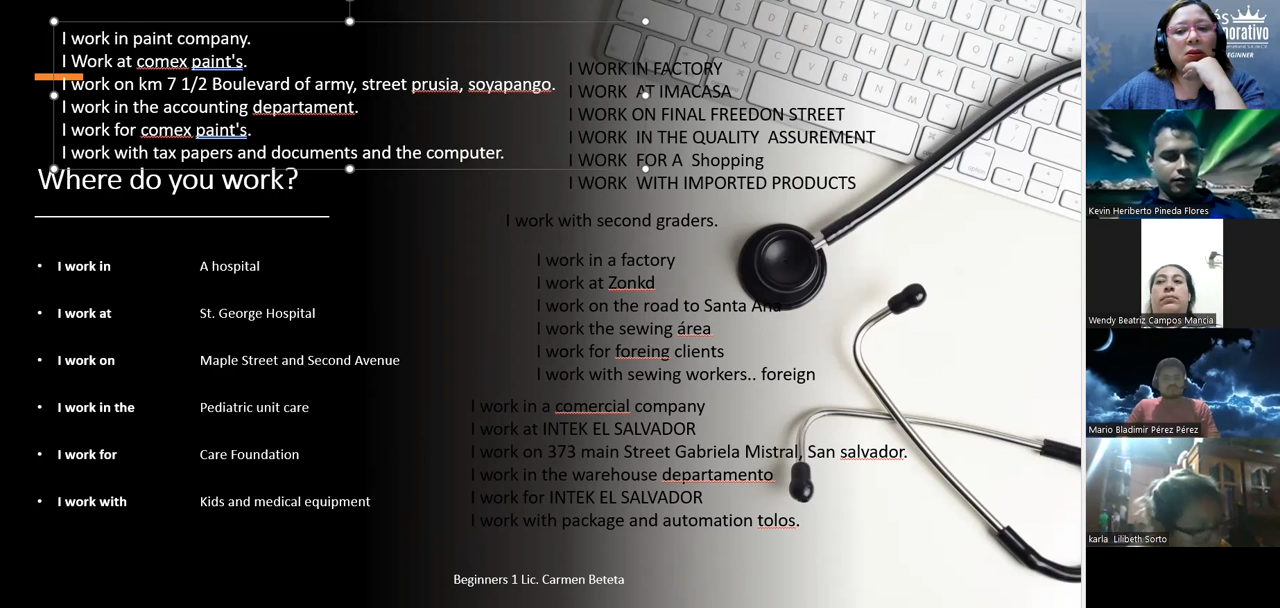 I work in paint company.
I Work at comex paint's.
I work on km 7 1/2 Boulevard of army, street prusia, soyapango.
I work in the accounting departament.
I work for comex paint's.
I work with tax papers and documents and the computer.
Where do you work?
• I work in A hospital
• I work at St. George Hospital
• I work on Maple Street and Second Avenue
• I work in the Pediatric unit care
• I work for Care Foundation
• I work with Kids and medical equipment
I WORK IN FACTORY
I WORK AT IMACASA
I WORK ON FINAL FREEDON STREET
I WORK IN THE QUALITY ASSUREMENT
I WORK FOR A Shopping
I WORK WITH IMPORTED PRODUCTS
I work with second graders.
I work in a factory
I work at Zonkd
I work on the road to Santa Ana
I work the sewing área
I work for foreing clients
I work with sewing workers.. foreign
I work in a comercial company
I work at INTEK EL SALVADOR
I work on 373 main Street Gabriela Mistral, San salvador.
I work in the warehouse departamento
I work for INTEK EL SALVADOR
I work with package and automation tolos.
Beginners 1 Lic. Carmen Beteta
Kevin Heriberto Pineda Flores
Wendy Beatriz Campos Mancia
Mario Bladimir Pérez Pérez
karla Lilibeth Sorto